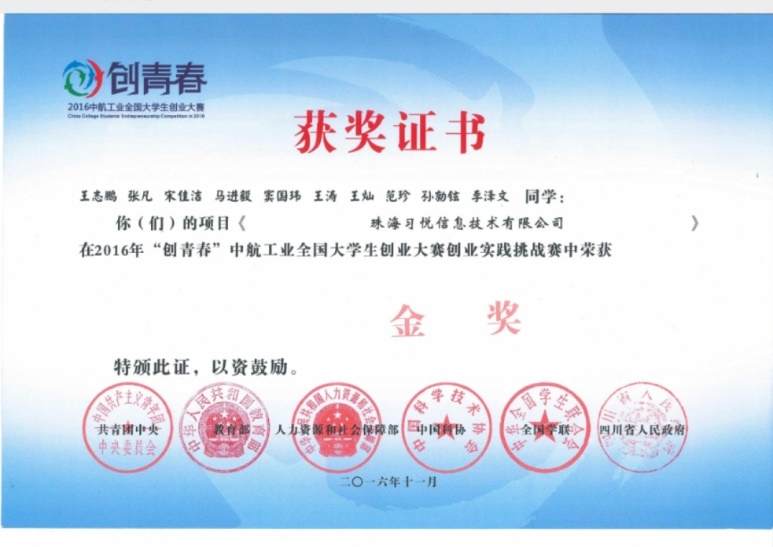 创青春
2016中航工业全国大学生创业大赛
China College Students' Entrepreneurship Competition in 2016
获奖证书
王志鹏 张凡 宋佳洁 马进毅 窦国玮 王涛 王灿 范珍 孙勃铉 李泽文 同学：
你（们）的项目《 珠海习悦信息技术有限公司 》
在2016年“创青春”中航工业全国大学生创业大赛创业实践挑战赛中荣获
金 奖
特颁此证，以资鼓励。
共青团中央 教育部 人力资源和社会保障部 中国科协 全国学联 四川省人民政府
二〇一六年十一月